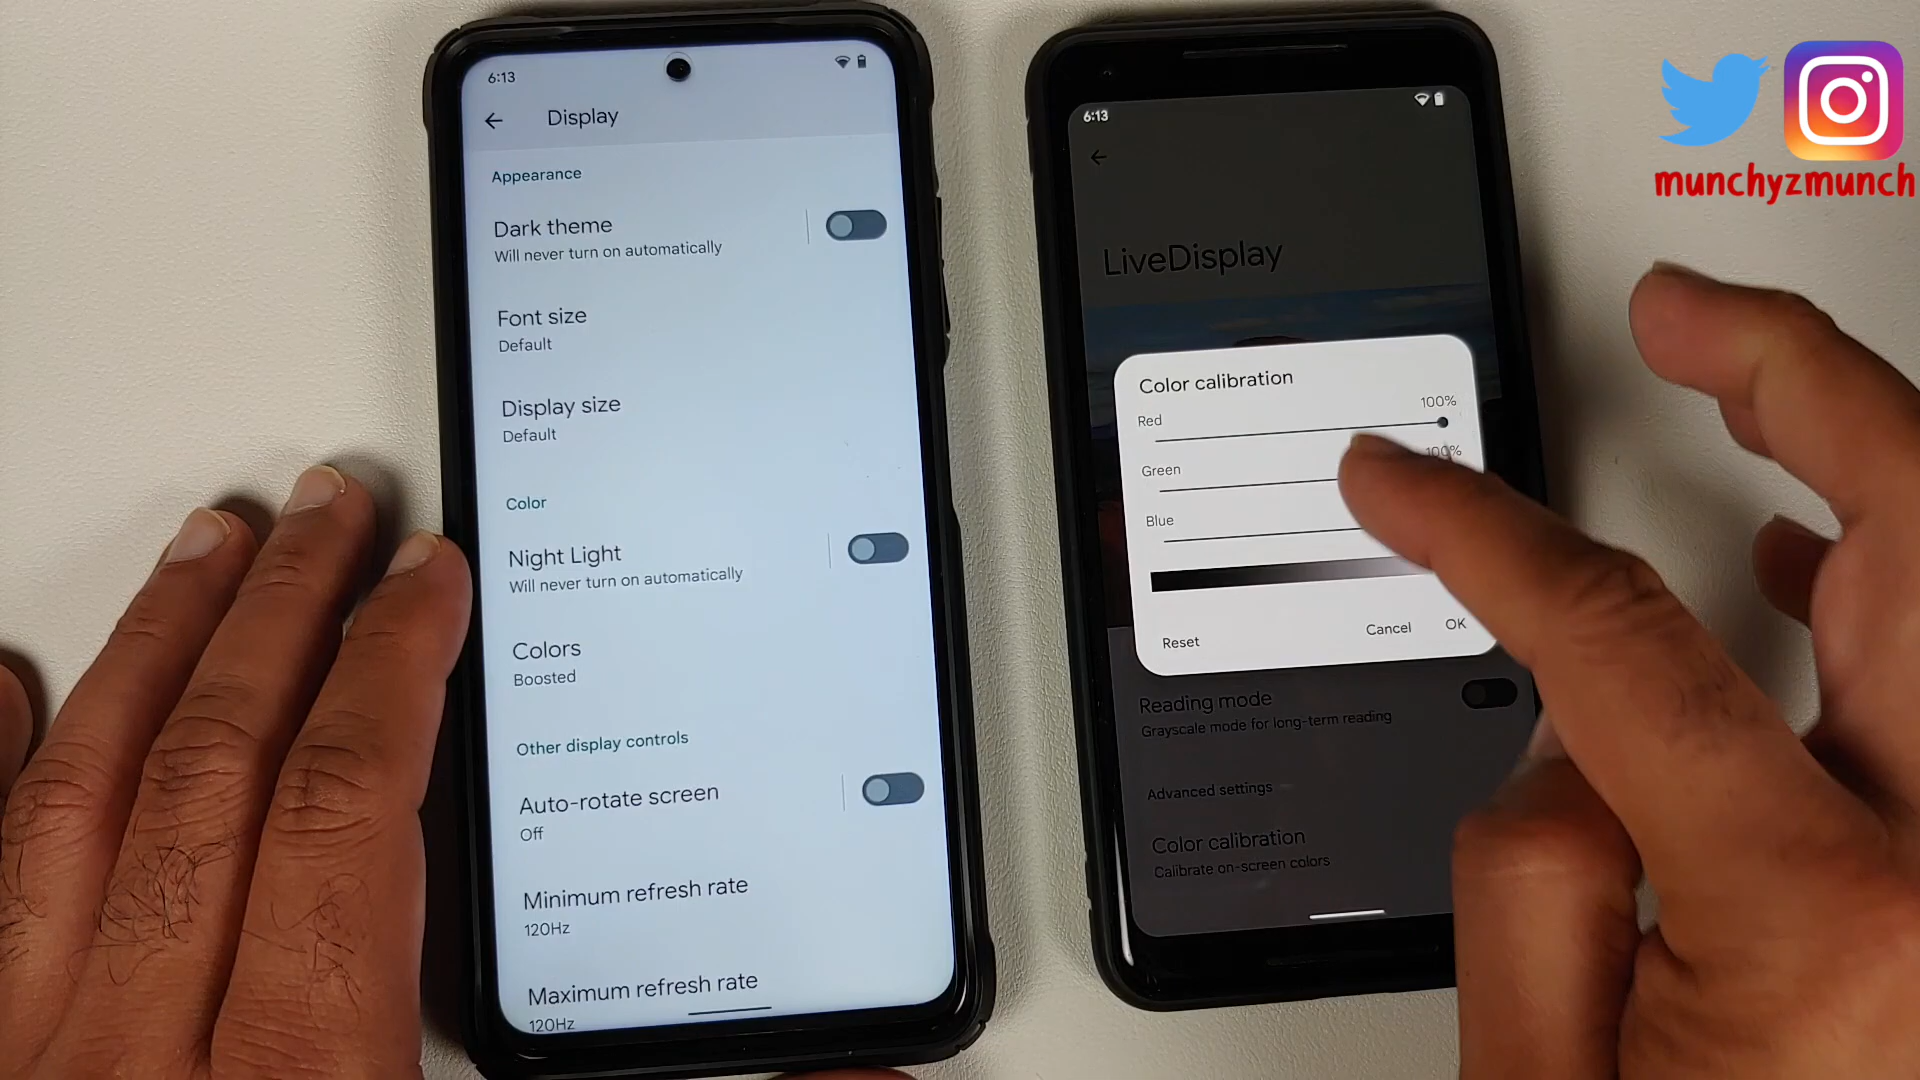 6:13
Display
Appearance
Dark theme
Will never turn on automatically
Font size
Default
Display size
Default
Color
Night Light
Will never turn on automatically
Colors
Boosted
Other display controls
Auto-rotate screen
Off
Minimum refresh rate
120Hz
Maximum refresh rate
120Hz
6:13
LiveDisplay
Color calibration
Red
100%
Green
100%
Blue
Reset
Cancel
OK
Reading mode
Grayscale mode for long-term reading
Advanced settings
Color calibration
Calibrate on-screen colors
munchyzmunch